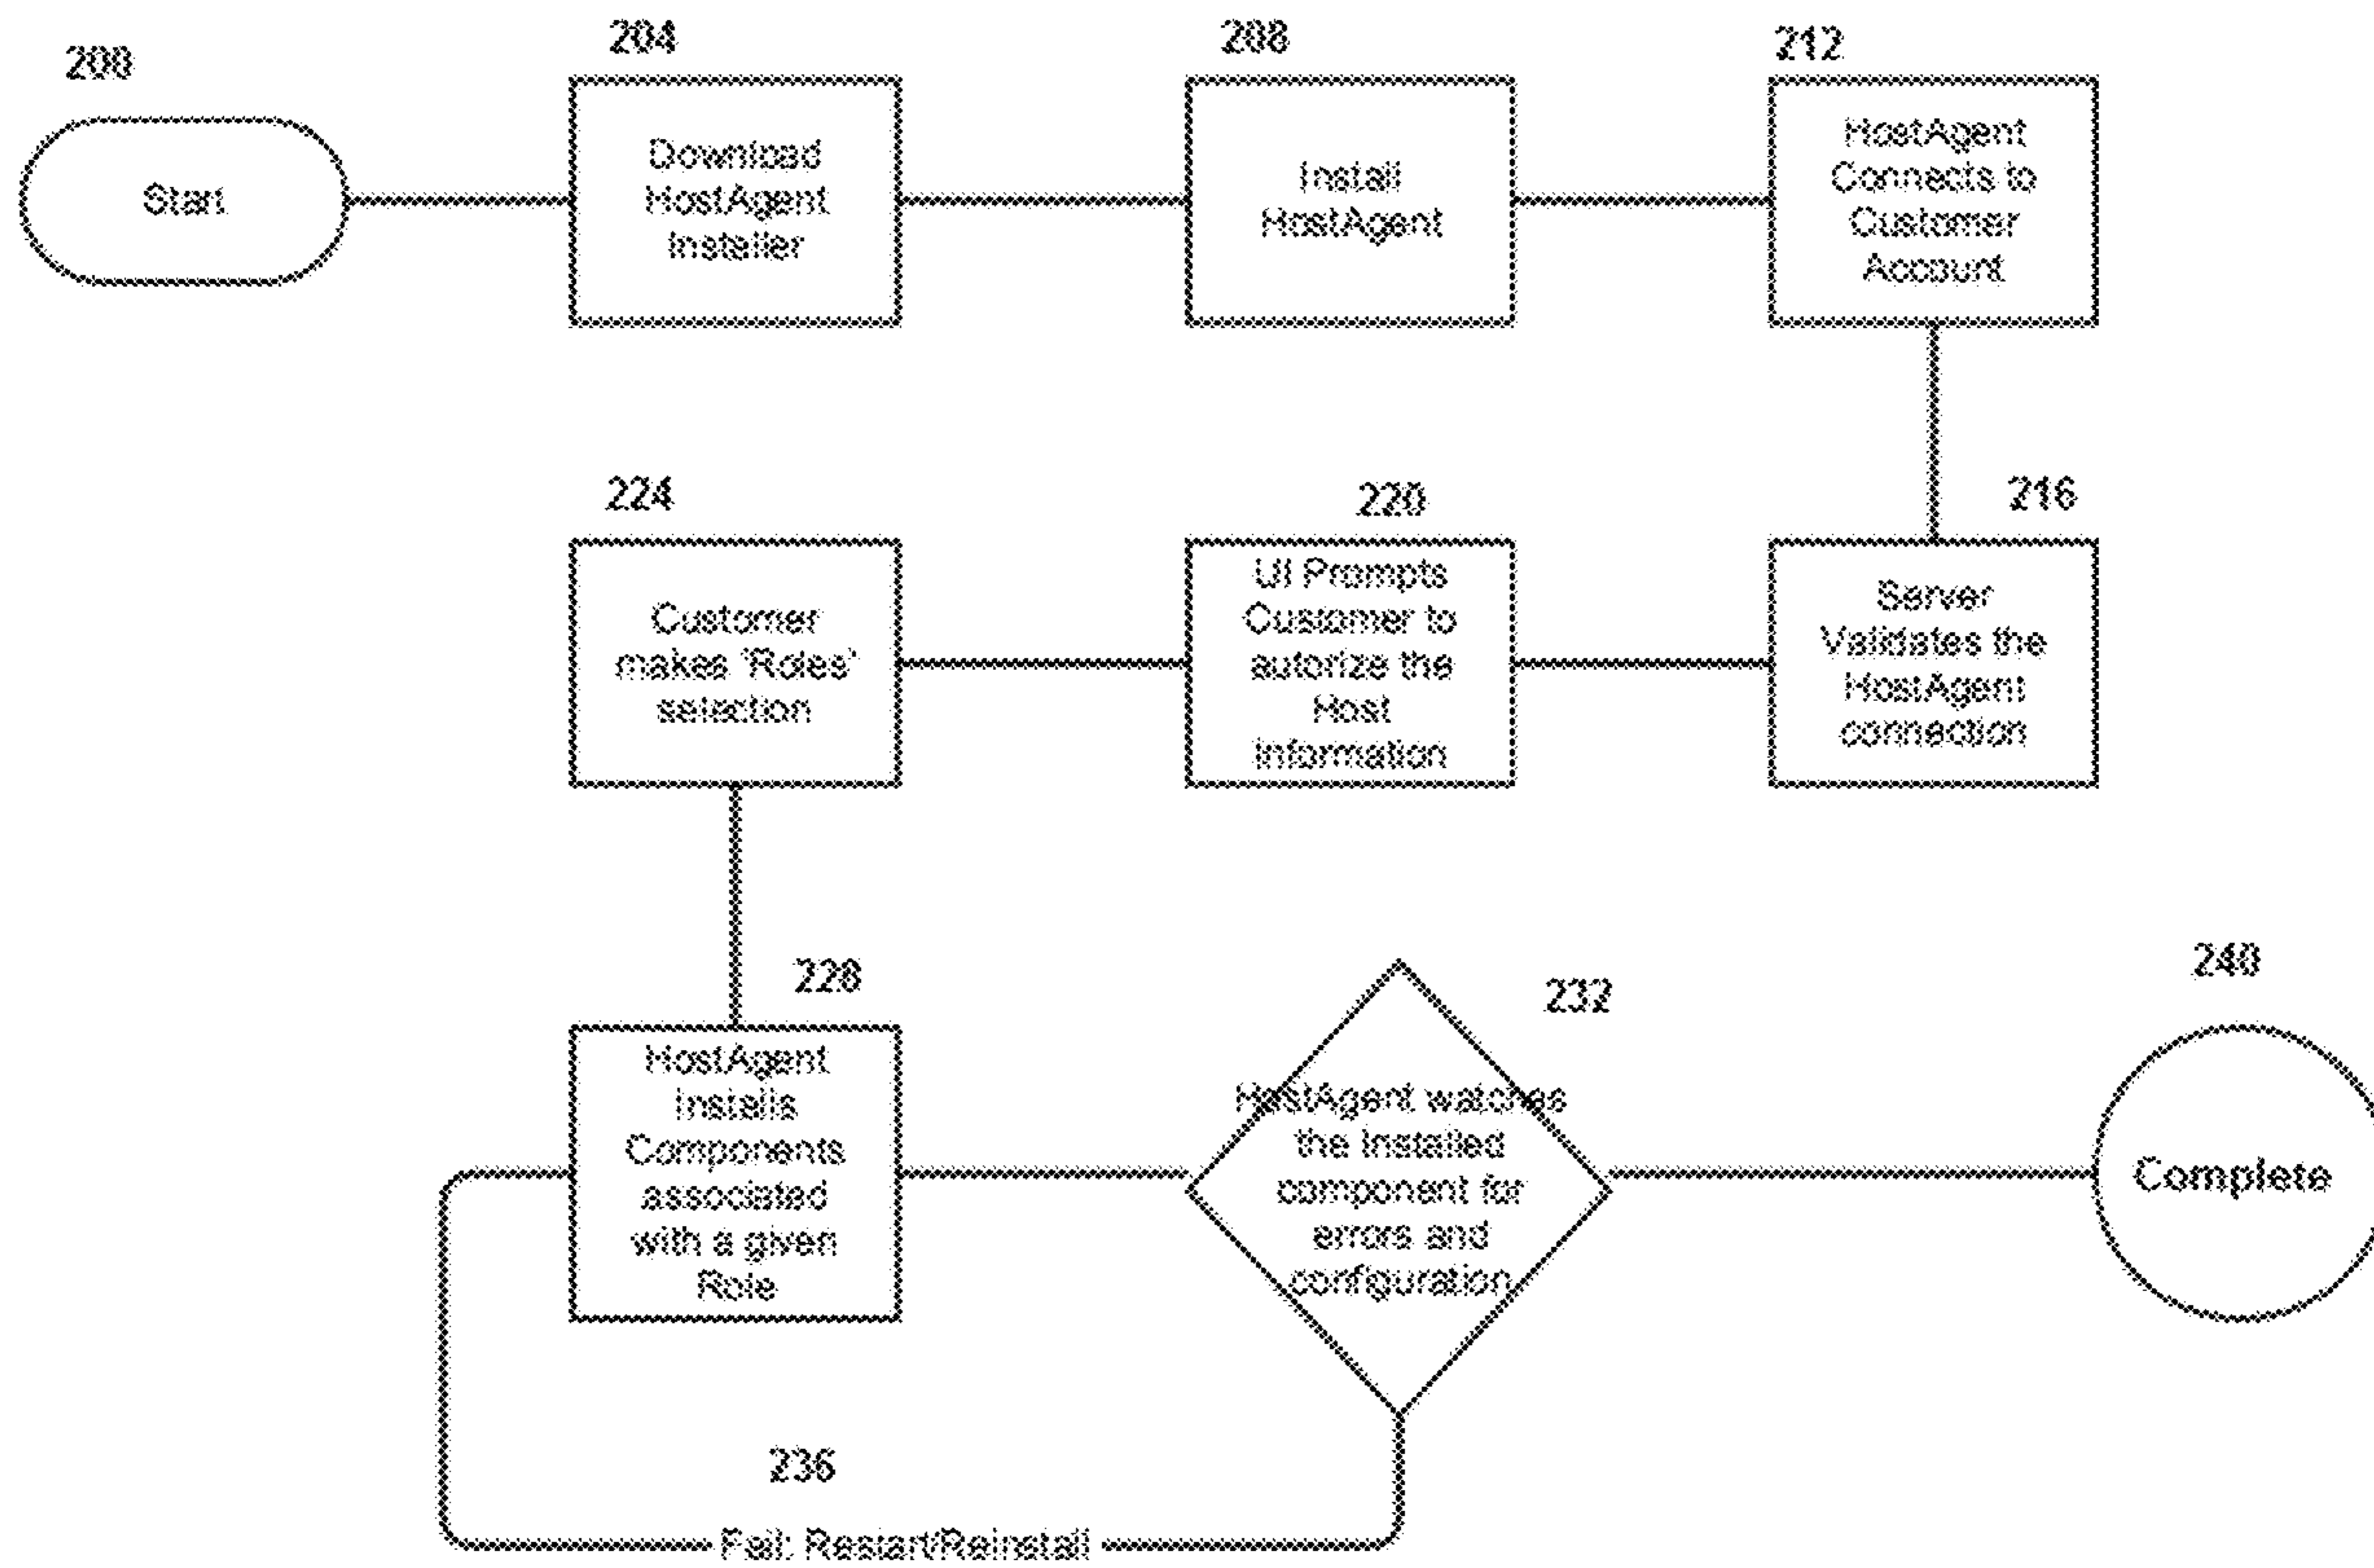 200
Start
204
Download
HostAgent
Installer
208
Install
HostAgent
212
HostAgent
Connects to
Customer
Account
216
Server
Validates the
HostAgent
connection
220
UI Prompts
Customer to
autorize the
Host
Information
224
Customer
makes 'Roles'
selection
228
HostAgent
Installs
Components
associated
with a given
Role
232
HostAgent watches
the Installed
component for
errors and
configuration
236
Fail: Restart/Reinstall
240
Complete